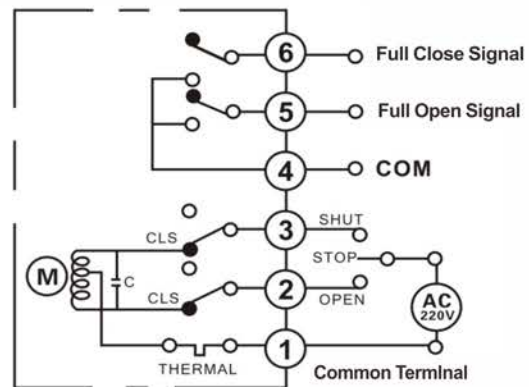 6 Full Close Signal
5 Full Open Signal
4 COM
3 SHUT
CLS
STOP
M
C
CLS
2 OPEN
AC
220V
1
THERMAL
Common Termlnal